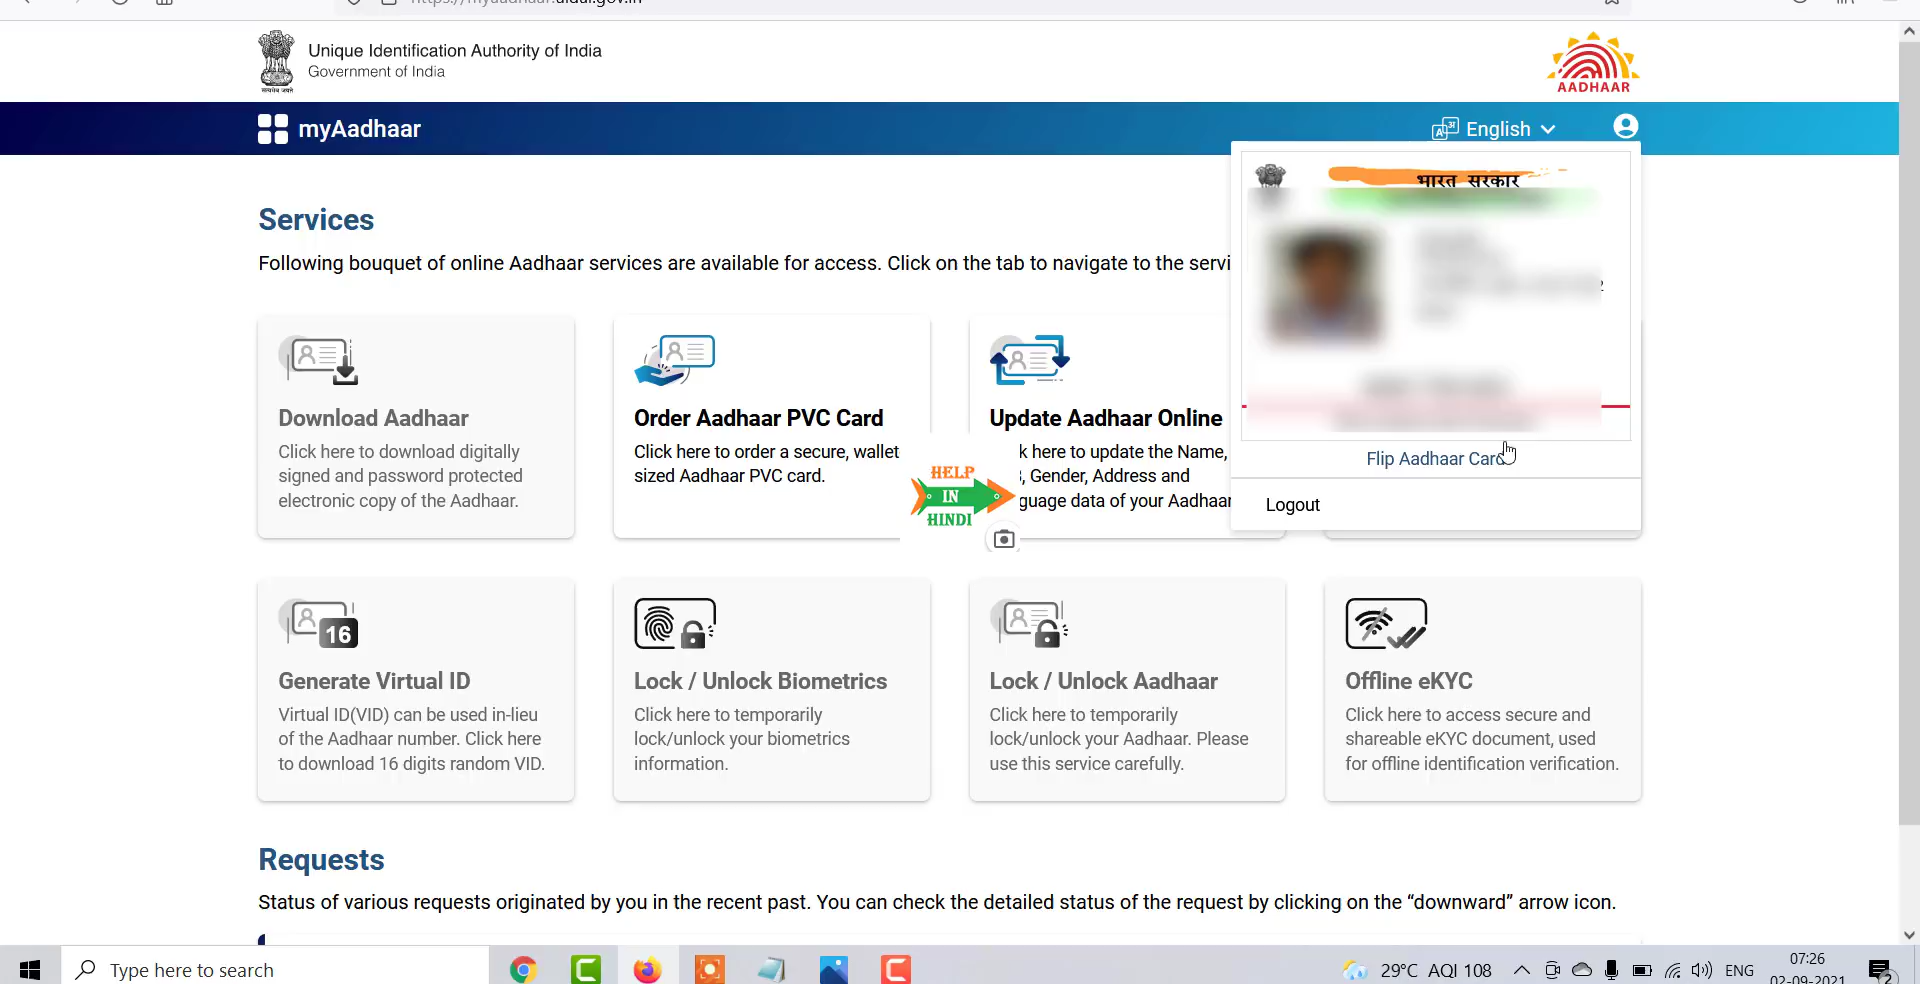 Unique Identification Authority of India
Government of India
AADHAAR
myAadhaar
English
भारत सरकार
Services
Following bouquet of online Aadhaar services are available for access. Click on the tab to navigate to the servi
Download Aadhaar
Click here to download digitally
signed and password protected
electronic copy of the Aadhaar.
Order Aadhaar PVC Card
Click here to order a secure, wallet
sized Aadhaar PVC card.
Update Aadhaar Online
k here to update the Name,
, Gender, Address and
guage data of your Aadhaar
HELP
IN
HINDI
Flip Aadhaar Card
Logout
16
Generate Virtual ID
Virtual ID(VID) can be used in-lieu
of the Aadhaar number. Click here
to download 16 digits random VID.
Lock / Unlock Biometrics
Click here to temporarily
lock/unlock your biometrics
information.
Lock / Unlock Aadhaar
Click here to temporarily
lock/unlock your Aadhaar. Please
use this service carefully.
Offline eKYC
Click here to access secure and
shareable eKYC document, used
for offline identification verification.
Requests
Status of various requests originated by you in the recent past. You can check the detailed status of the request by clicking on the “downward” arrow icon.
Type here to search
29°C AQI 108
ENG
07:26
02-09-2021
2